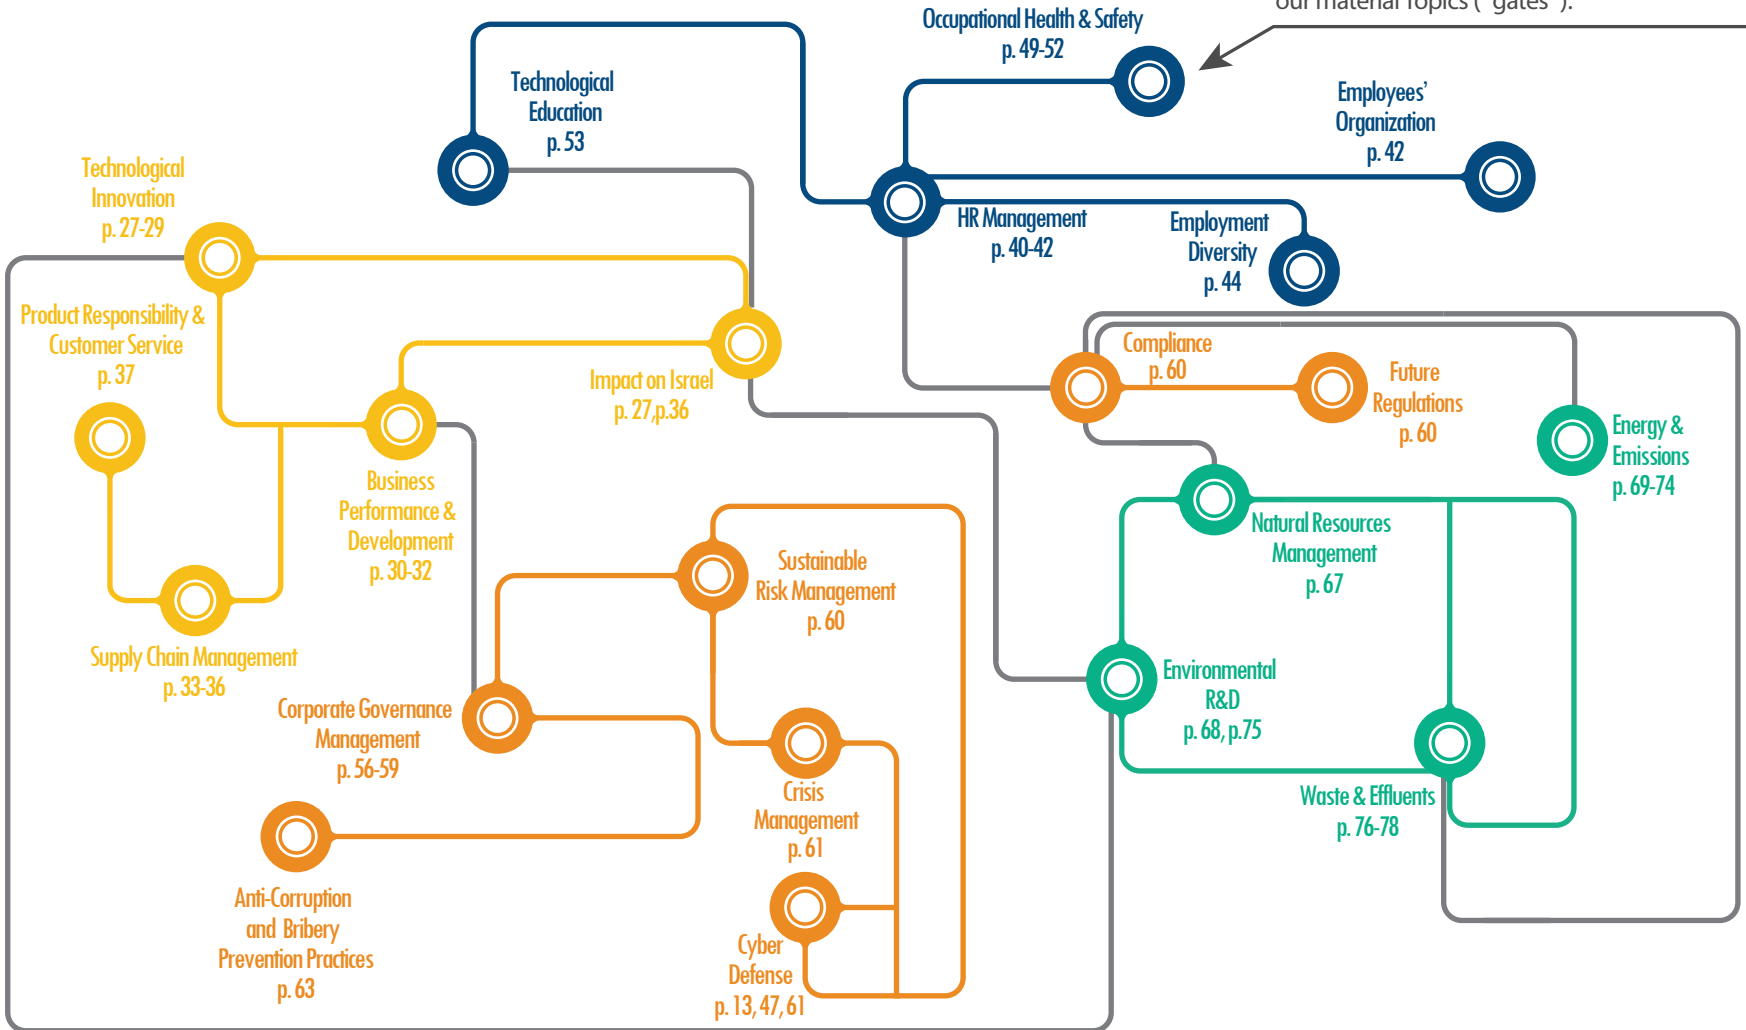 our material Topics ("gates").
Occupational Health & Safety
p. 49-52
Technological
Education
p. 53
Employees'
Organization
p. 42
Technological
Innovation
p. 27-29
HR Management
p. 40-42
Employment
Diversity
p. 44
Product Responsibility &
Customer Service
p. 37
Impact on Israel
p. 27,p.36
Compliance
p. 60
Future
Regulations
p. 60
Energy &
Emissions
p. 69-74
Business
Performance &
Development
p. 30-32
Natural Resources
Management
p. 67
Sustainable
Risk Management
p. 60
Supply Chain Management
p. 33-36
Environmental
R&D
p. 68, p.75
Corporate Governance
Management
p. 56-59
Crisis
Management
p. 61
Waste & Effluents
p. 76-78
Anti-Corruption
and Bribery
Prevention Practices
p. 63
Cyber
Defense
p. 13, 47, 61